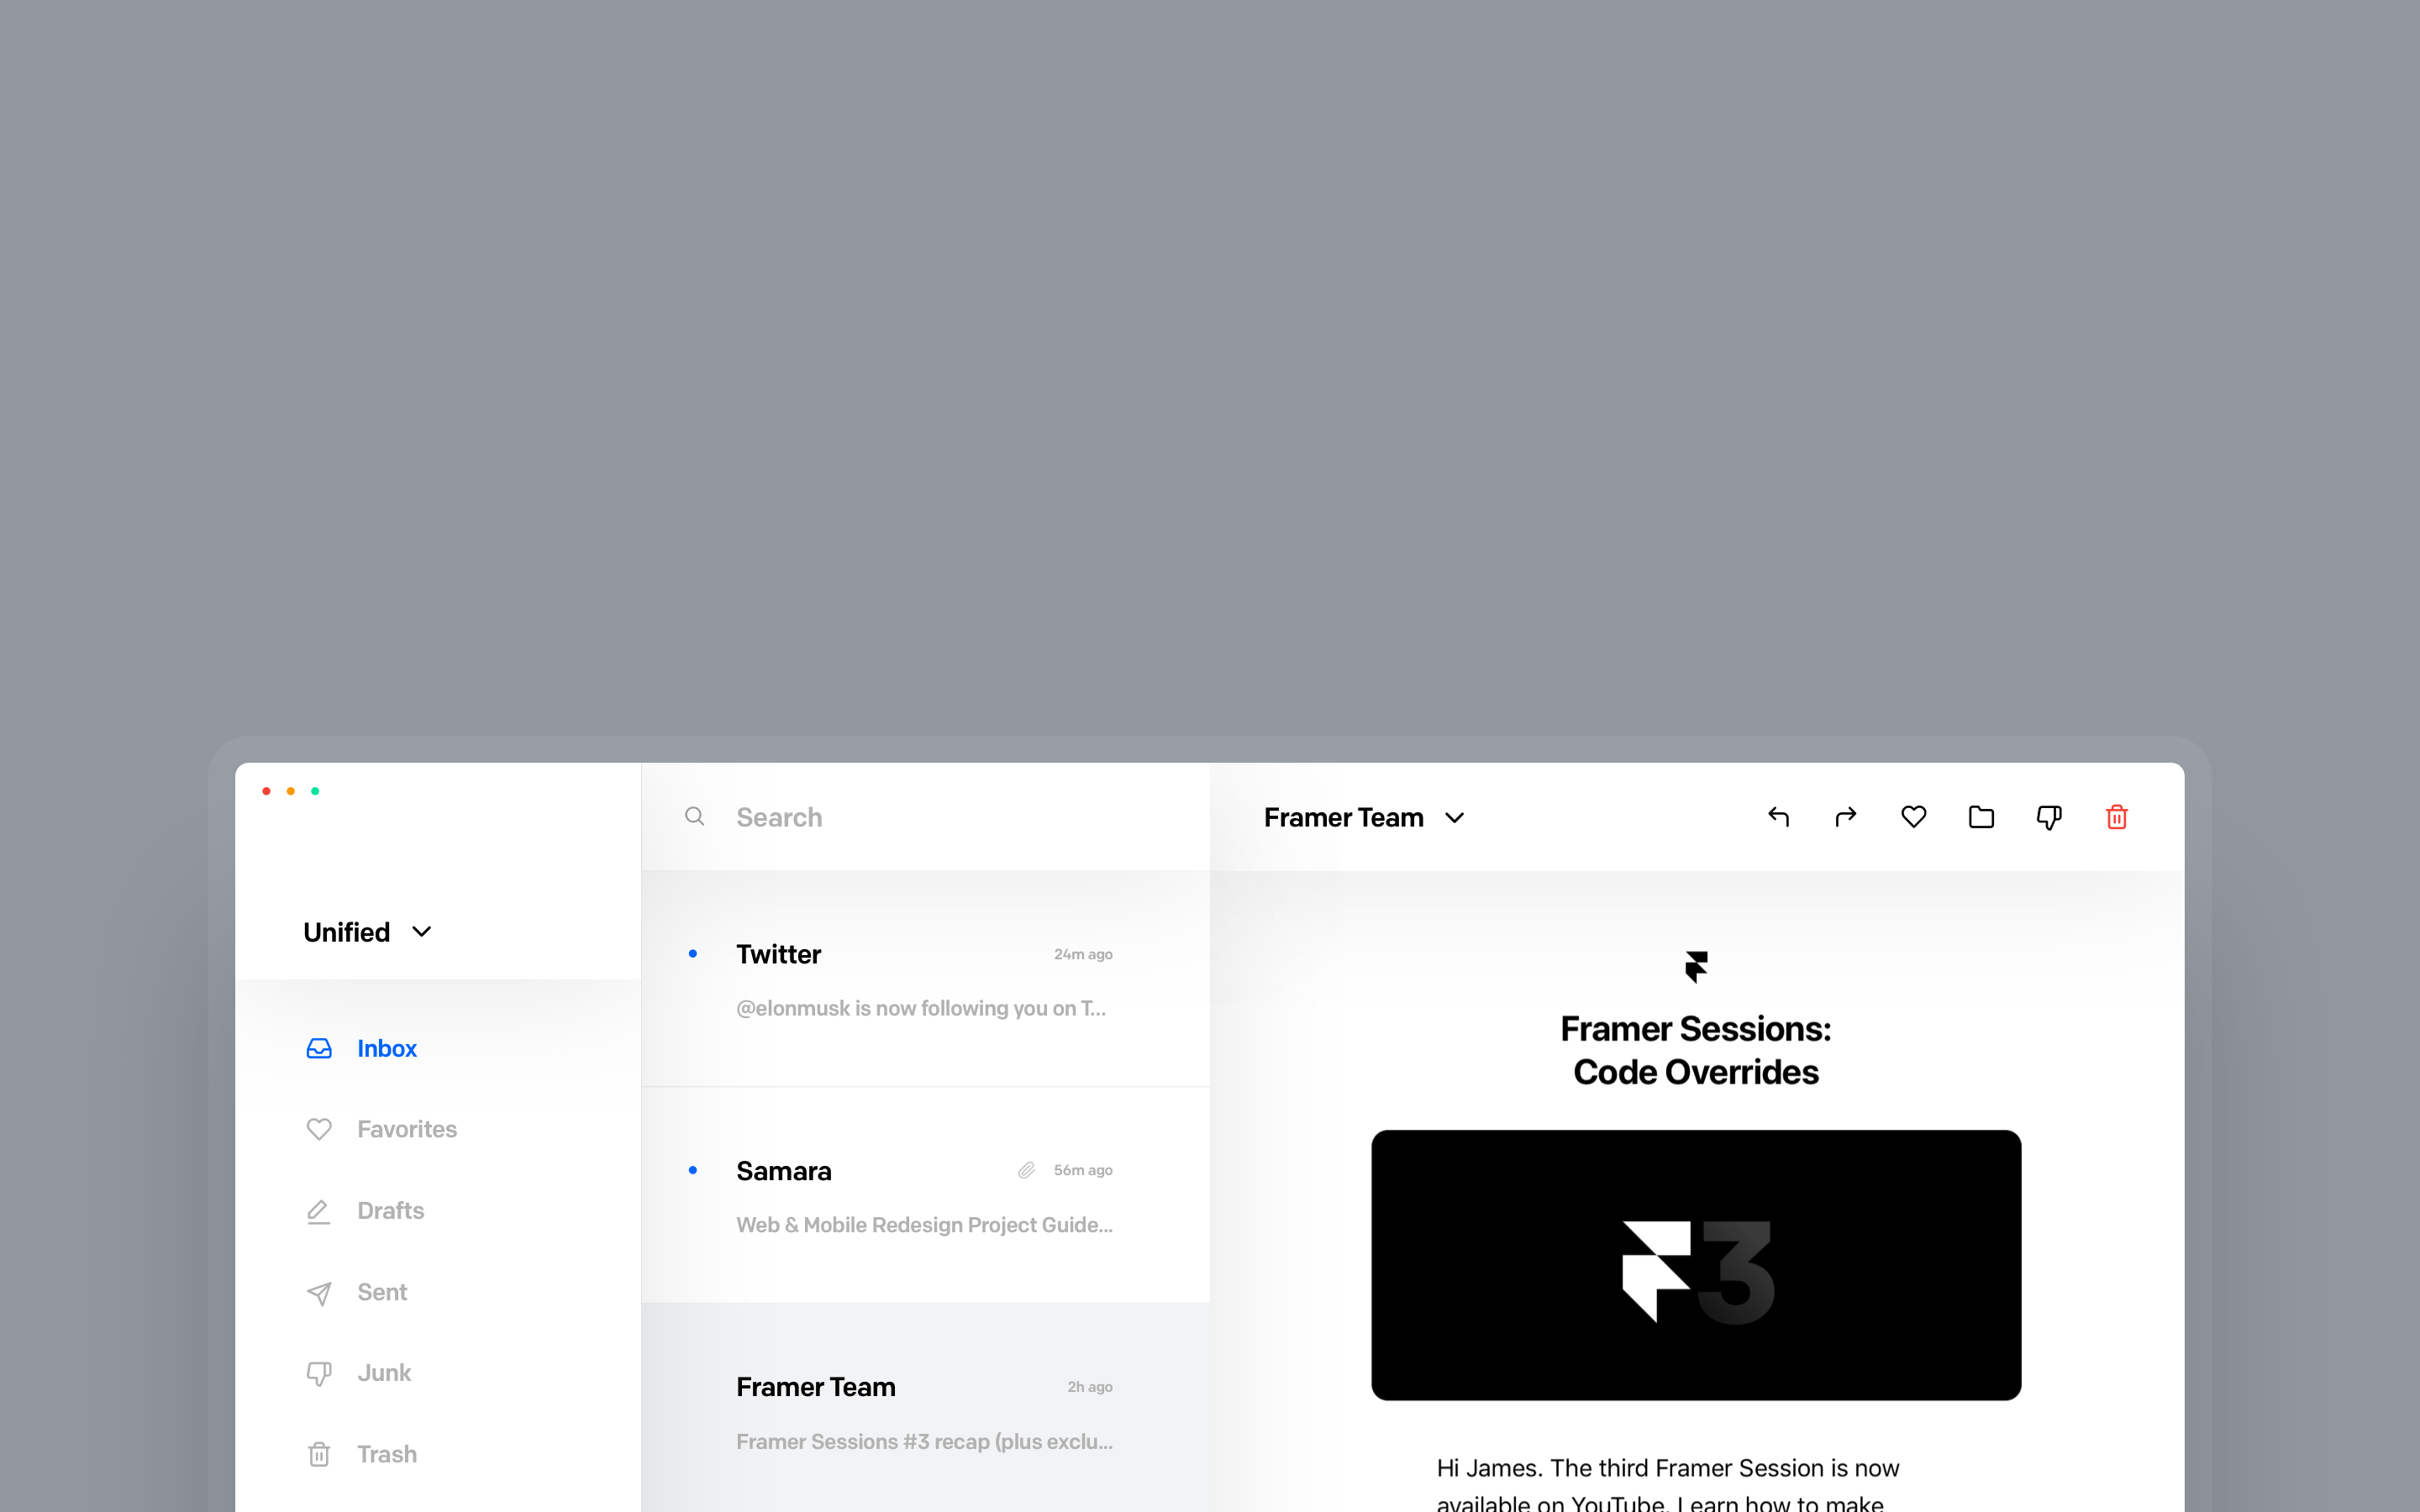 Unified
Inbox
Favorites
Drafts
Sent
Junk
Trash
Search
Twitter
24m ago
@elonmusk is now following you on T...
Samara
56m ago
Web & Mobile Redesign Project Guide...
Framer Team
2h ago
Framer Sessions #3 recap (plus exclu...
Framer Team
Framer Sessions:
Code Overrides
3
Hi James. The third Framer Session is now
available on YouTube. Learn how to make